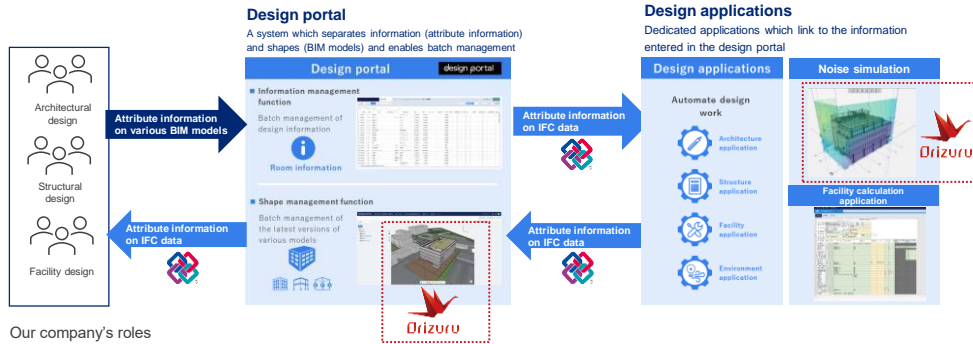 Design portal
A system which separates information (attribute information)
and shapes (BIM models) and enables batch management
Design applications
Dedicated applications which link to the information
entered in the design portal
Architectural
design
Structural
design
Facility design
Attribute information
on various BIM models
Attribute information
on IFC data
Design portal
design portal
Information management
function
Batch management of
design information
Room information
Shape management function
Batch management of
the latest versions of
various models
Orizuru
Attribute information
on IFC data
Attribute information
on IFC data
Design applications
Automate design
work
Architecture
application
Structure
application
Facility
application
Environment
application
Noise simulation
Orizuru
Facility calculation
application
Our company's roles